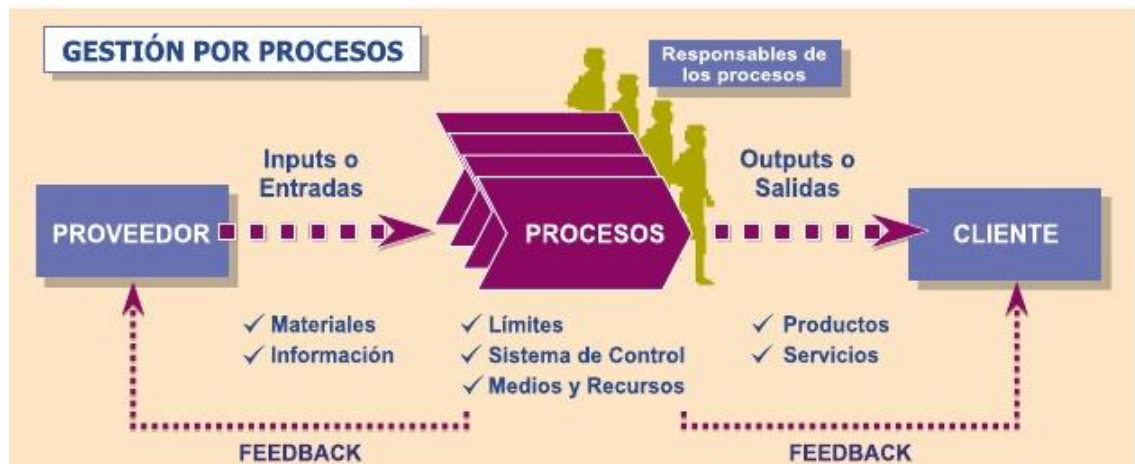 GESTIÓN POR PROCESOS
Responsables de
los procesos
Inputs o
Entradas
Outputs o
Salidas
PROVEEDOR
PROCESOS
CLIENTE
✓ Materiales
✓ Información
✓ Límites
✓ Sistema de Control
✓ Medios y Recursos
✓ Productos
✓ Servicios
FEEDBACK
FEEDBACK